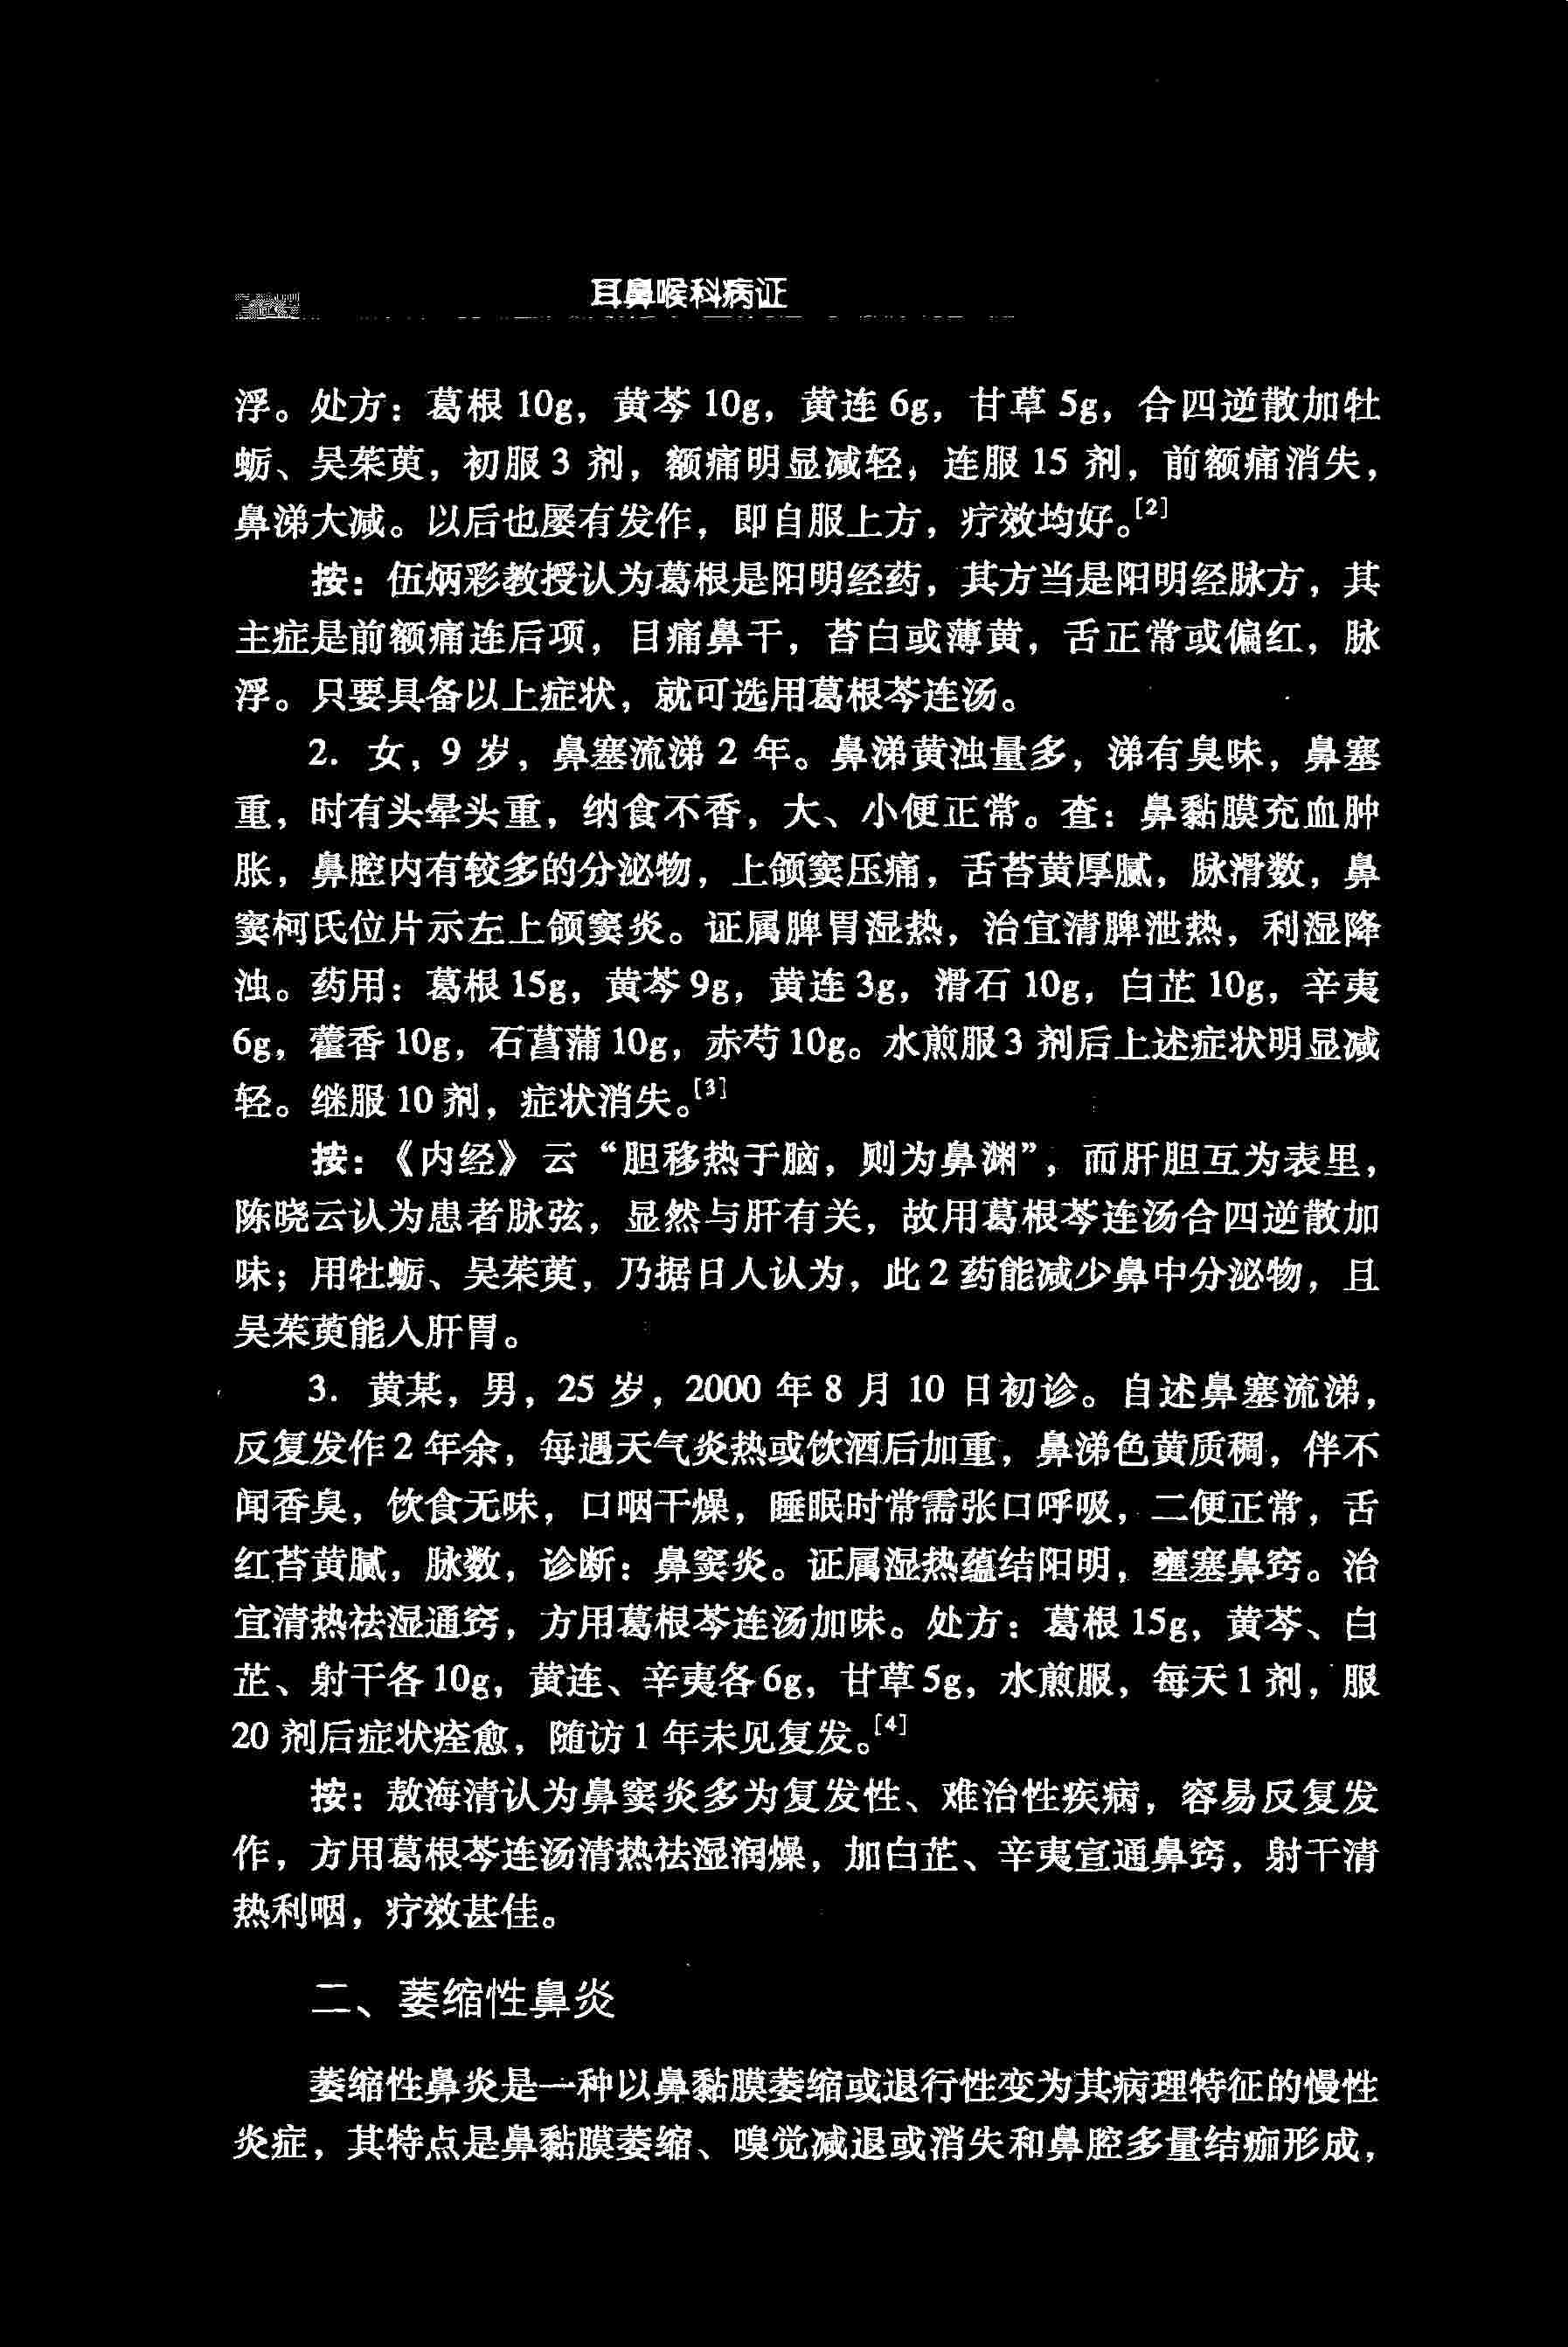 耳鼻喉科病证
浮。处方：葛根 10g，黄芩 10g，黄连 6g，甘草 5g，合四逆散加牡
蛎、吴茱萸，初服 3 剂，额痛明显减轻，连服 15 剂，前额痛消失，
鼻涕大减。以后也屡有发作，即自服上方，疗效均好。[2]
按：伍炳彩教授认为葛根是阳明经药，其方当是阳明经脉方，其
主症是前额痛连后项，目痛鼻干，苔白或薄黄，舌正常或偏红，脉
浮。只要具备以上症状，就可选用葛根芩连汤。
2. 女，9 岁，鼻塞流涕 2 年。鼻涕黄浊量多，涕有臭味，鼻塞
重，时有头晕头重，纳食不香，大、小便正常。查：鼻黏膜充血肿
胀，鼻腔内有较多的分泌物，上颌窦压痛，舌苔黄厚腻，脉滑数，鼻
窦柯氏位片示左上颌窦炎。证属脾胃湿热，治宜清脾泄热，利湿降
浊。药用：葛根 15g，黄芩 9g，黄连 3g，滑石 10g，白芷 10g，辛夷
6g，藿香 10g，石菖蒲 10g，赤芍 10g。水煎服 3 剂后上述症状明显减
轻。继服 10 剂，症状消失。[3]
按：《内经》云“胆移热于脑，则为鼻渊”，而肝胆互为表里，
陈晓云认为患者脉弦，显然与肝有关，故用葛根芩连汤合四逆散加
味；用牡蛎、吴茱萸，乃据日人认为，此 2 药能减少鼻中分泌物，且
吴茱萸能入肝胃。
3. 黄某，男，25 岁，2000 年 8 月 10 日初诊。自述鼻塞流涕，
反复发作 2 年余，每遇天气炎热或饮酒后加重，鼻涕色黄质稠，伴不
闻香臭，饮食无味，口咽干燥，睡眠时常需张口呼吸，二便正常，舌
红苔黄腻，脉数，诊断：鼻窦炎。证属湿热蕴结阳明，壅塞鼻窍。治
宜清热祛湿通窍，方用葛根芩连汤加味。处方：葛根 15g，黄芩、白
芷、射干各 10g，黄连、辛夷各 6g，甘草 5g，水煎服，每天 1 剂，服
20 剂后症状痊愈，随访 1 年未见复发。[4]
按：敖海清认为鼻窦炎多为复发性、难治性疾病，容易反复发
作，方用葛根芩连汤清热祛湿润燥，加白芷、辛夷宣通鼻窍，射干清
热利咽，疗效甚佳。
二、萎缩性鼻炎
萎缩性鼻炎是一种以鼻黏膜萎缩或退行性变为其病理特征的慢性
炎症，其特点是鼻黏膜萎缩、嗅觉减退或消失和鼻腔多量结痂形成，